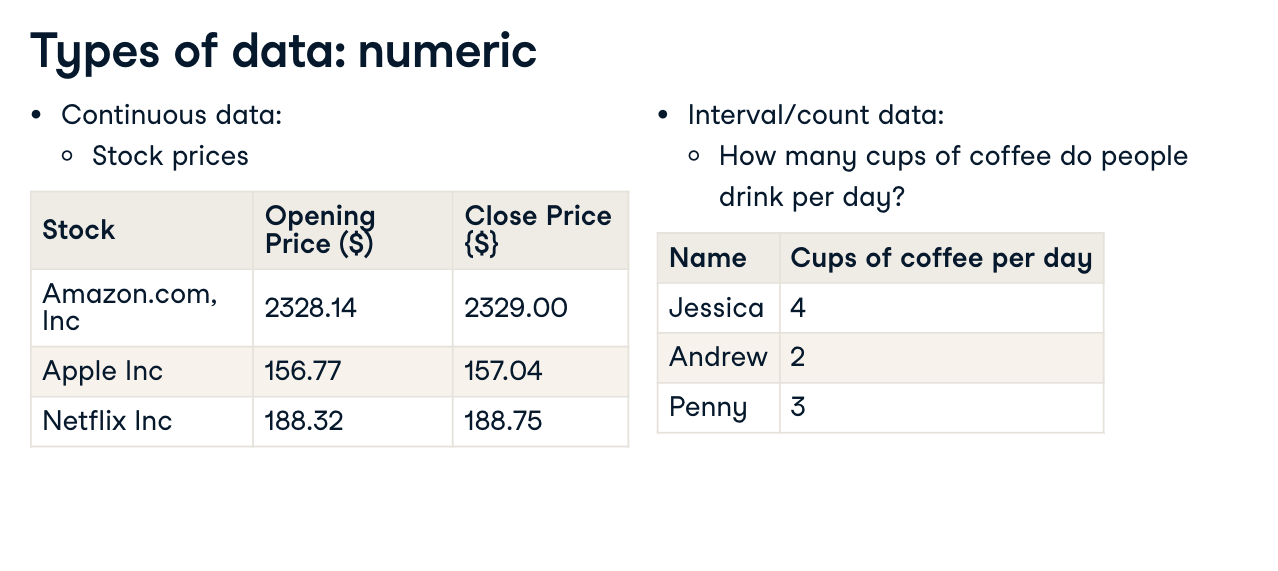 Types of data: numeric
• Continuous data:
○ Stock prices
Stock Opening Price ($) Close Price {$}
Amazon.com, Inc 2328.14 2329.00
Apple Inc 156.77 157.04
Netflix Inc 188.32 188.75
• Interval/count data:
○ How many cups of coffee do people
drink per day?
Name Cups of coffee per day
Jessica 4
Andrew 2
Penny 3